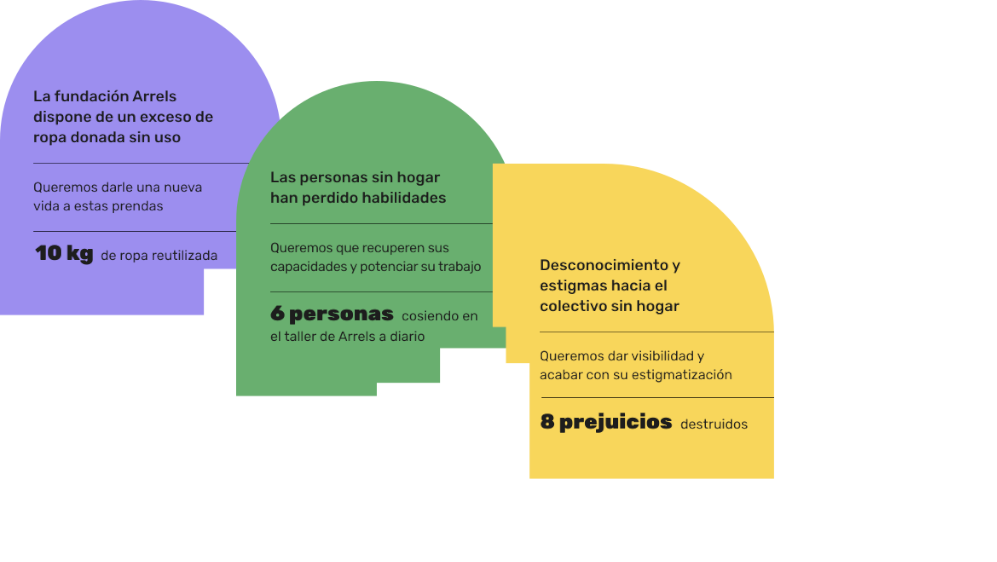 La fundación Arrels
dispone de un exceso de
ropa donada sin uso
Queremos darle una nueva
vida a estas prendas
10 kg de ropa reutilizada
Las personas sin hogar
han perdido habilidades
Queremos que recuperen sus
capacidades y potenciar su trabajo
6 personas cosiendo en
el taller de Arrels a diario
Desconocimiento y
estigmas hacia el
colectivo sin hogar
Queremos dar visibilidad y
acabar con su estigmatización
8 prejuicios destruidos